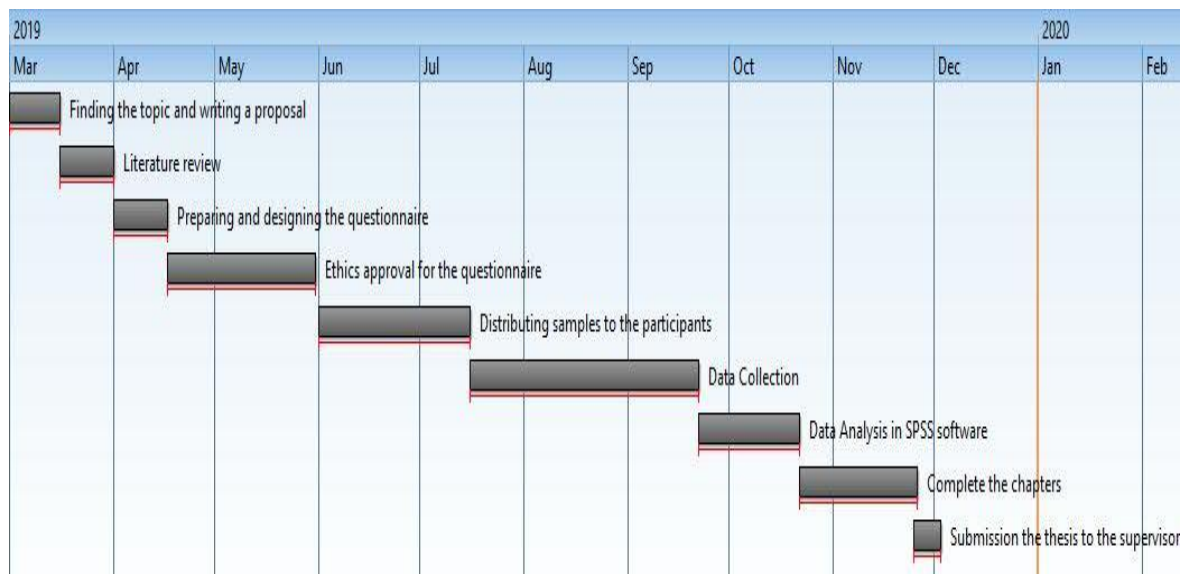 2019 2020
Mar Apr May Jun Jul Aug Sep Oct Nov Dec Jan Feb
Finding the topic and writing a proposal
Literature review
Preparing and designing the questionnaire
Ethics approval for the questionnaire
Distributing samples to the participants
Data Collection
Data Analysis in SPSS software
Complete the chapters
Submission the thesis to the supervisor